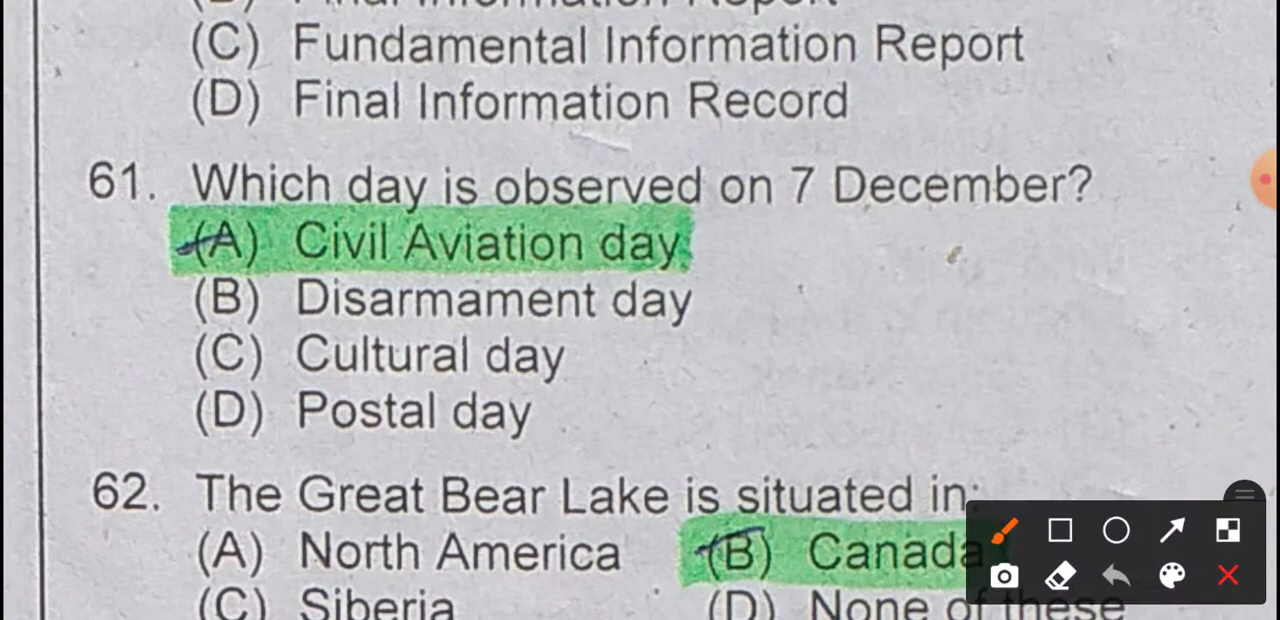 (C) Fundamental Information Report
(D) Final Information Record
61. Which day is observed on 7 December?
(A) Civil Aviation day
(B) Disarmament day
(C) Cultural day
(D) Postal day
62. The Great Bear Lake is situated in:
(A) North America (B) Canada
(C) Siberia (D) None of these